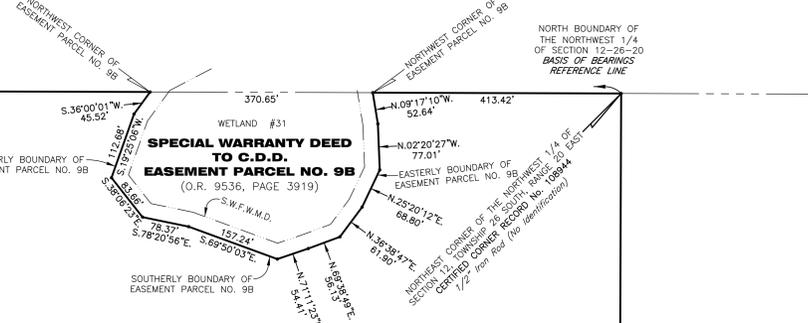 NORTHWEST CORNER OF
EASEMENT PARCEL NO. 9B
NORTHWEST CORNER OF
EASEMENT PARCEL NO. 9B
NORTH BOUNDARY OF
THE NORTHWEST 1/4
OF SECTION 12-26-20
BASIS OF BEARINGS
REFERENCE LINE
370.65'
413.42'
S.36°00'01"W.
45.52'
N.09°17'10"W.
52.64'
WETLAND #31
112.68'
S.19°25'06"W.
SPECIAL WARRANTY DEED
TO C.D.D.
EASEMENT PARCEL NO. 9B
(O.R. 9536, PAGE 3919)
N.02°20'27"W.
77.01'
RLY BOUNDARY OF
NT PARCEL NO. 9B
EASTERLY BOUNDARY OF
EASEMENT PARCEL NO. 9B
83.66'
S.38°06'23"E.
S.W.F.W.M.D.
N.25°20'12"E.
68.80'
78.37'
S.78°20'56"E.
157.24'
S.69°50'03"E.
N.36°38'47"E.
61.90'
SOUTHERLY BOUNDARY OF
EASEMENT PARCEL NO. 9B
N.71°11'23"
54.41'
N.69°38'49"E.
56.13'
NORTHEAST CORNER OF THE NORTHWEST 1/4 OF
SECTION 12, TOWNSHIP 26 SOUTH, RANGE 20 EAST
CERTIFIED CORNER RECORD No. 108944
1/2" Iron Rod (No Identification)